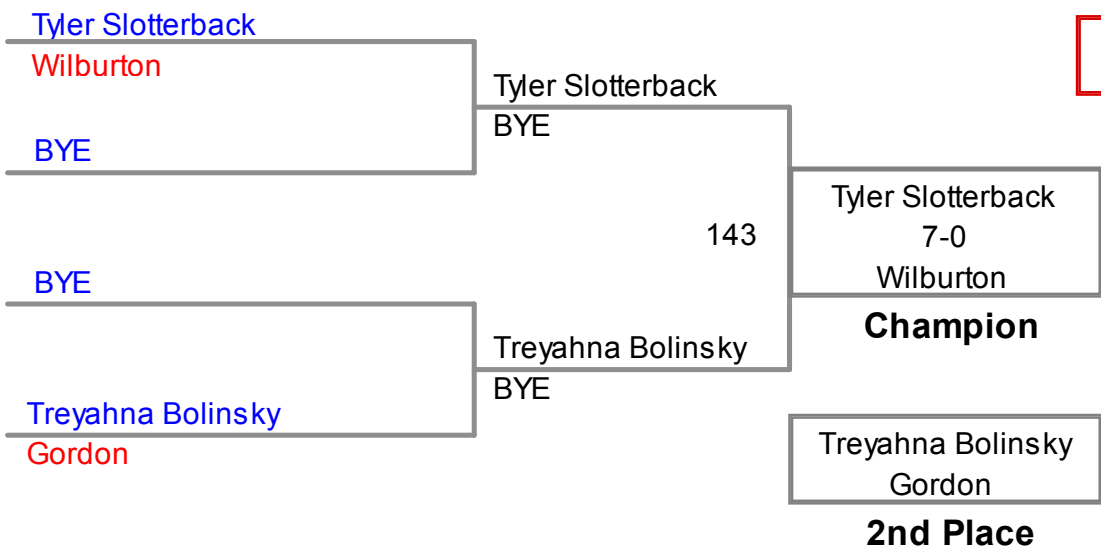 Tyler Slotterback
Wilburton
BYE
BYE
Treyahna Bolinsky
Gordon
Tyler Slotterback
BYE
143
Treyahna Bolinsky
BYE
Tyler Slotterback
7-0
Wilburton
Champion
Treyahna Bolinsky
Gordon
2nd Place